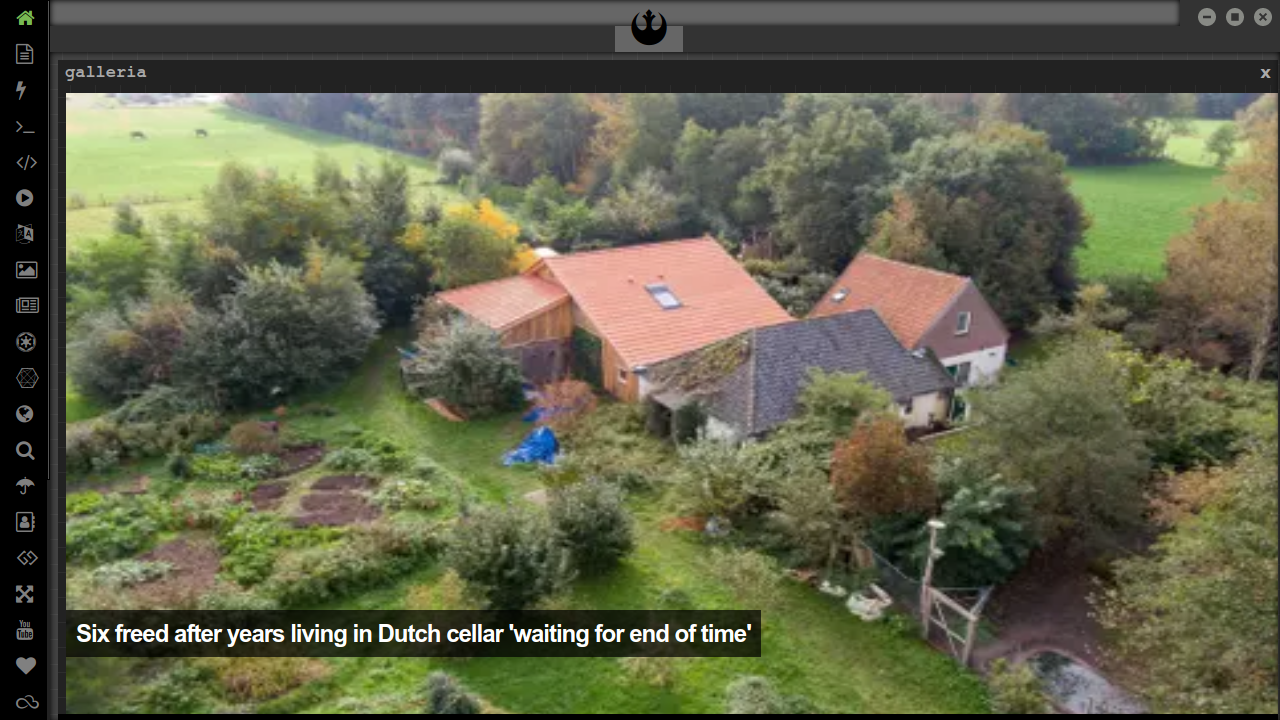 galleria
x
Six freed after years living in Dutch cellar 'waiting for end of time'
You
Tube